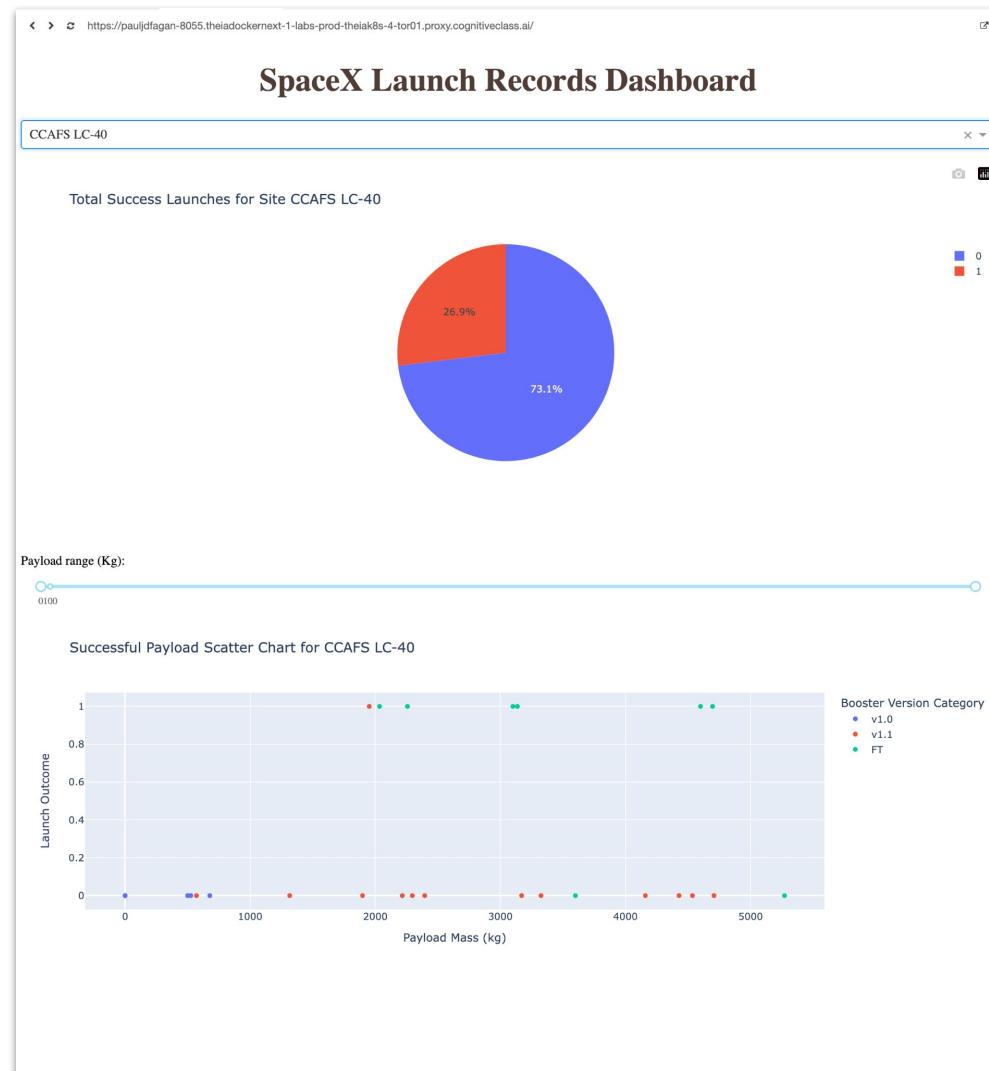 https://pauljdfagan-8055.theiadockernext-1-labs-prod-theiak8s-4-tor01.proxy.cognitiveclass.ai/
SpaceX Launch Records Dashboard
CCAFS LC-40
Total Success Launches for Site CCAFS LC-40
0
1
26.9%
73.1%
Payload range (Kg):
0100
Successful Payload Scatter Chart for CCAFS LC-40
Booster Version Category
v1.0
v1.1
FT
Launch Outcome
1
0.8
0.6
0.4
0.2
0
0 1000 2000 3000 4000 5000
Payload Mass (kg)